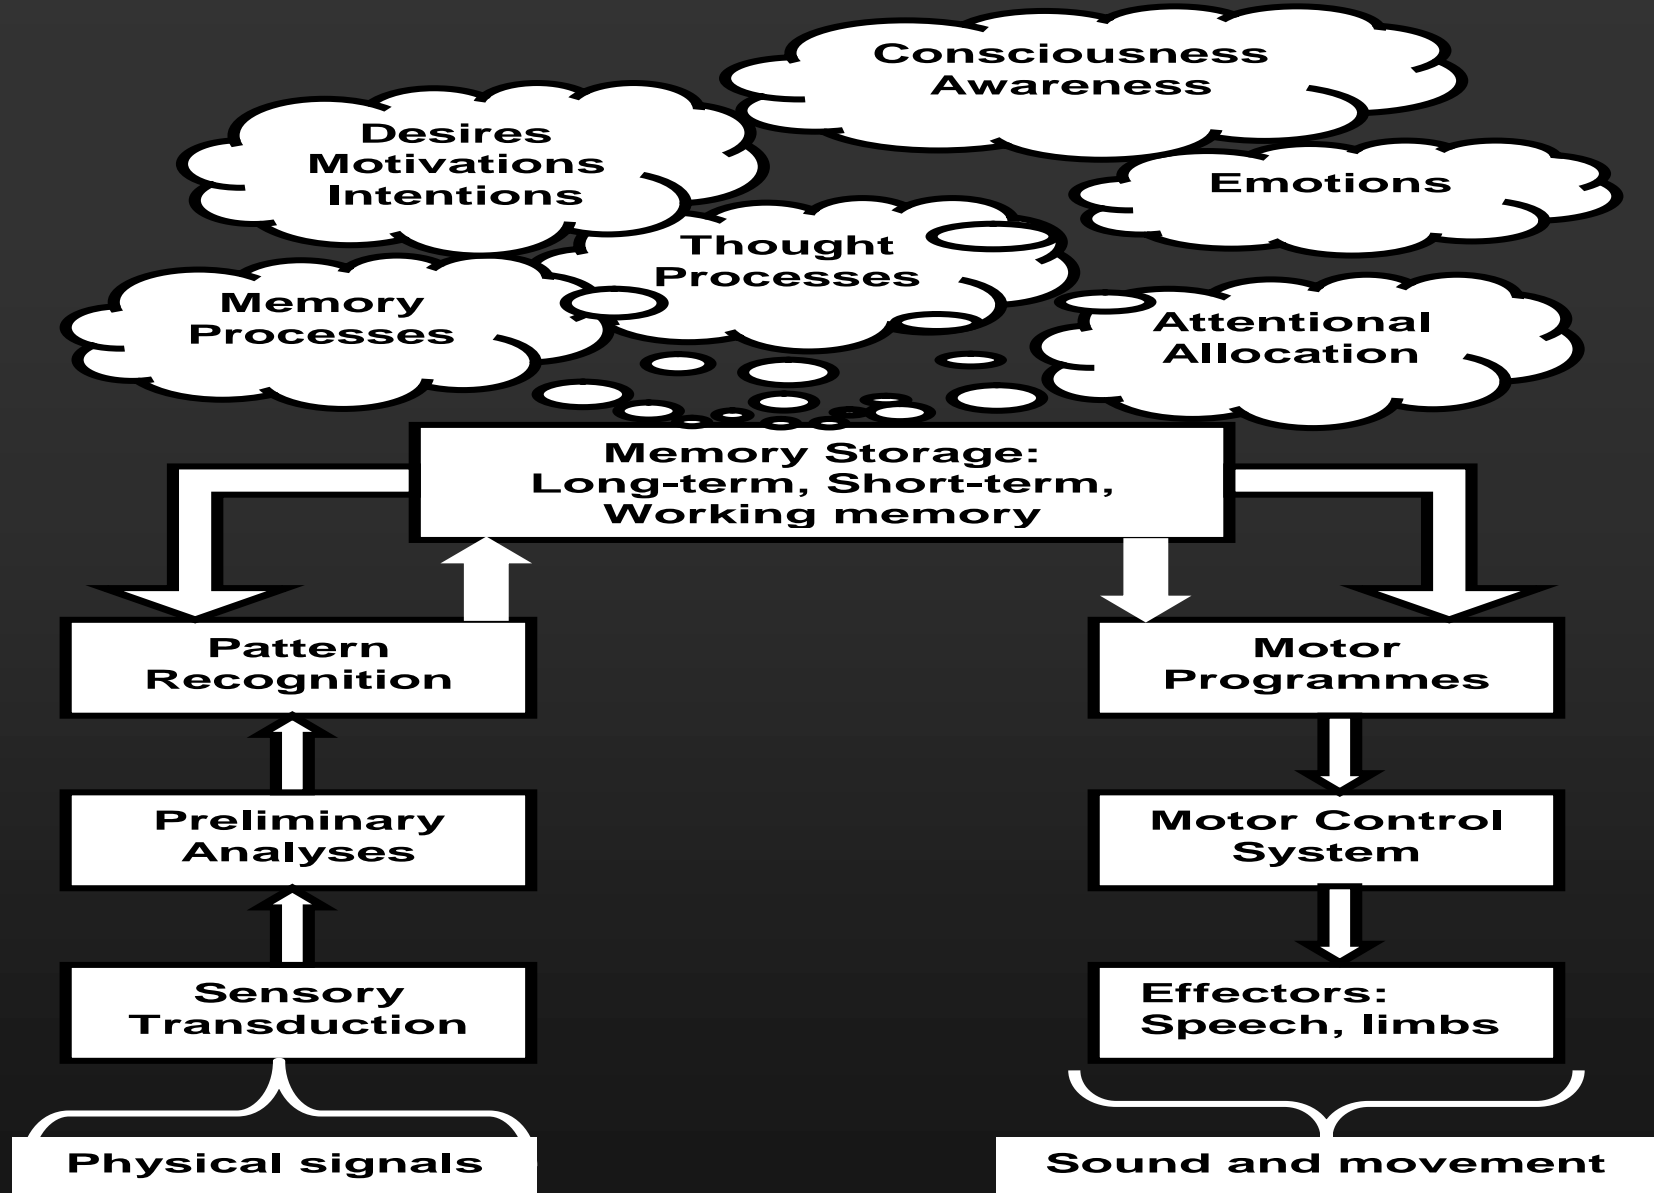 Consciousness
Awareness
Desires
Motivations
Intentions
Emotions
Thought
Processes
Memory
Processes
Attentional
Allocation
Memory Storage:
Long-term, Short-term,
Working memory
Pattern
Recognition
Motor
Programmes
Preliminary
Analyses
Motor Control
System
Sensory
Transduction
Effectors:
Speech, limbs
Physical signals
Sound and movement